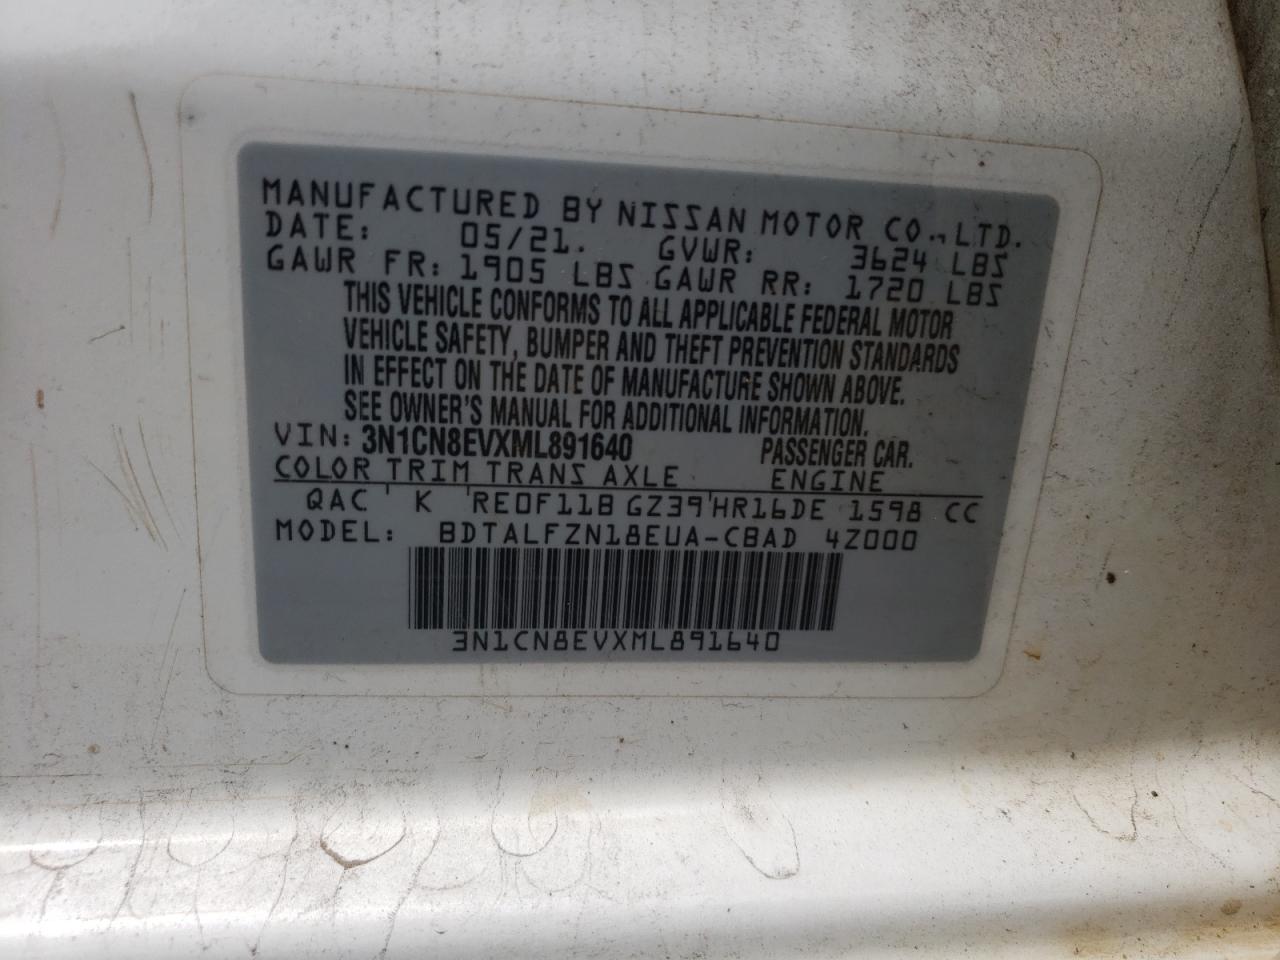 MANUFACTURED BY NISSAN MOTOR CO., LTD.
DATE: 05/21. GVWR: 3624 LBS
GAWR FR: 1905 LBS GAWR RR: 1720 LBS
THIS VEHICLE CONFORMS TO ALL APPLICABLE FEDERAL MOTOR
VEHICLE SAFETY, BUMPER AND THEFT PREVENTION STANDARDS
IN EFFECT ON THE DATE OF MANUFACTURE SHOWN ABOVE.
SEE OWNER'S MANUAL FOR ADDITIONAL INFORMATION.
VIN: 3N1CN8EVXML891640 PASSENGER CAR.
COLOR TRIM TRANS AXLE ENGINE
QAC ' K ' RE0F11B GZ39 ' HR16DE 1598 CC
MODEL: BDTALFZN18EUA-CBAD 4Z000
3N1CN8EVXML891640